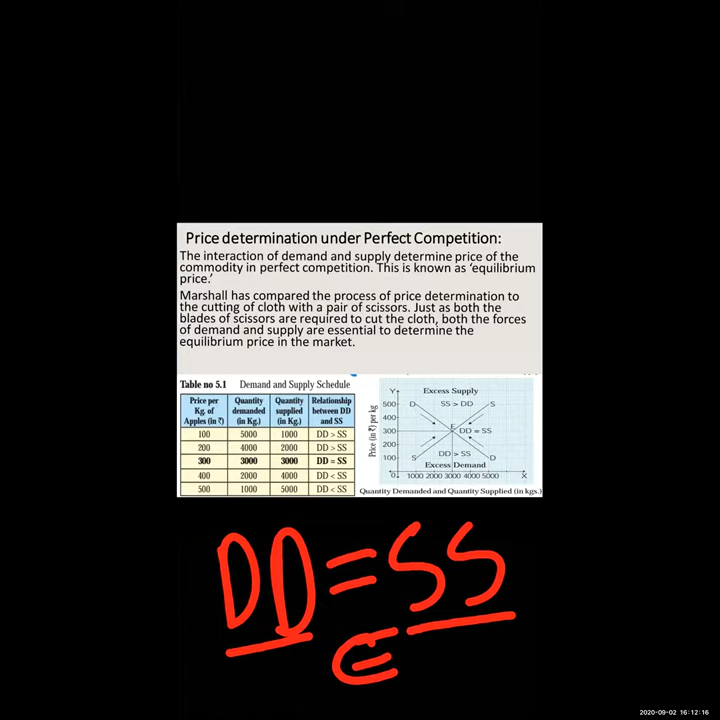 Price determination under Perfect Competition:
The interaction of demand and supply determine price of the
commodity in perfect competition. This is known as 'equilibrium
price.'
Marshall has compared the process of price determination to
the cutting of cloth with a pair of scissors. Just as both the
blades of scissors are required to cut the cloth, both the forces
of demand and supply are essential to determine the
equilibrium price in the market.
Table no 5.1 Demand and Supply Schedule
Price per Kg. of Apples (in ₹) Quantity demanded (in Kg.) Quantity supplied (in Kg.) Relationship between DD and SS
100 5000 1000 DD > SS
200 4000 2000 DD > SS
300 3000 3000 DD = SS
400 2000 4000 DD < SS
500 1000 5000 DD < SS
Y Excess Supply
500 D SS > DD S
400
300 E DD = SS
200 DD > SS
100 S D
Excess Demand
0 1000 2000 3000 4000 5000 X
Price (in ₹) per kg
Quantity Demanded and Quantity Supplied (in kgs.)
DD = SS
E
2020-09-02 16:12:16